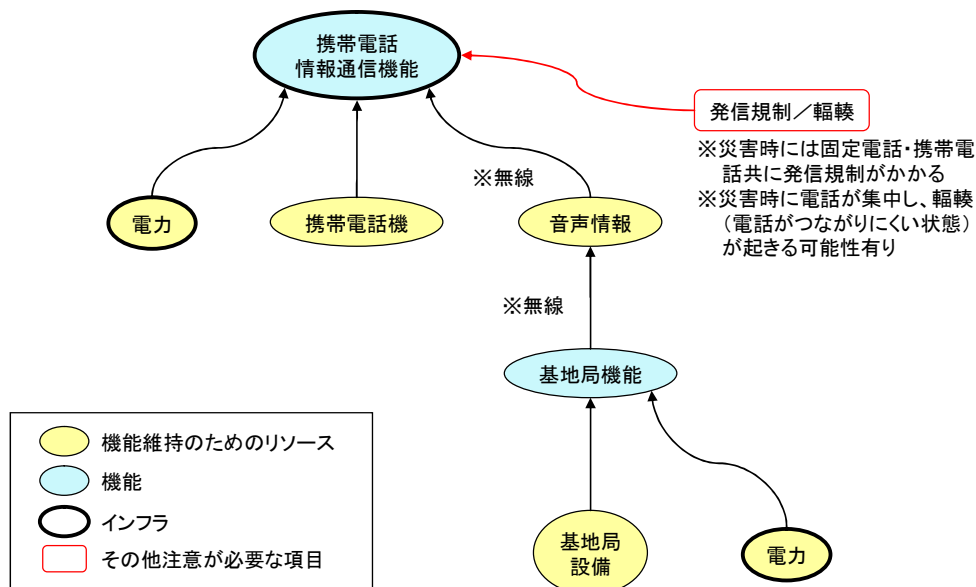 携帯電話
情報通信機能
発信規制／輻輳
※災害時には固定電話・携帯電
話共に発信規制がかかる
※災害時に電話が集中し、輻輳
（電話がつながりにくい状態）
が起きる可能性有り
※無線
電力
携帯電話機
音声情報
※無線
基地局機能
機能維持のためのリソース
機能
インフラ
その他注意が必要な項目
基地局
設備
電力